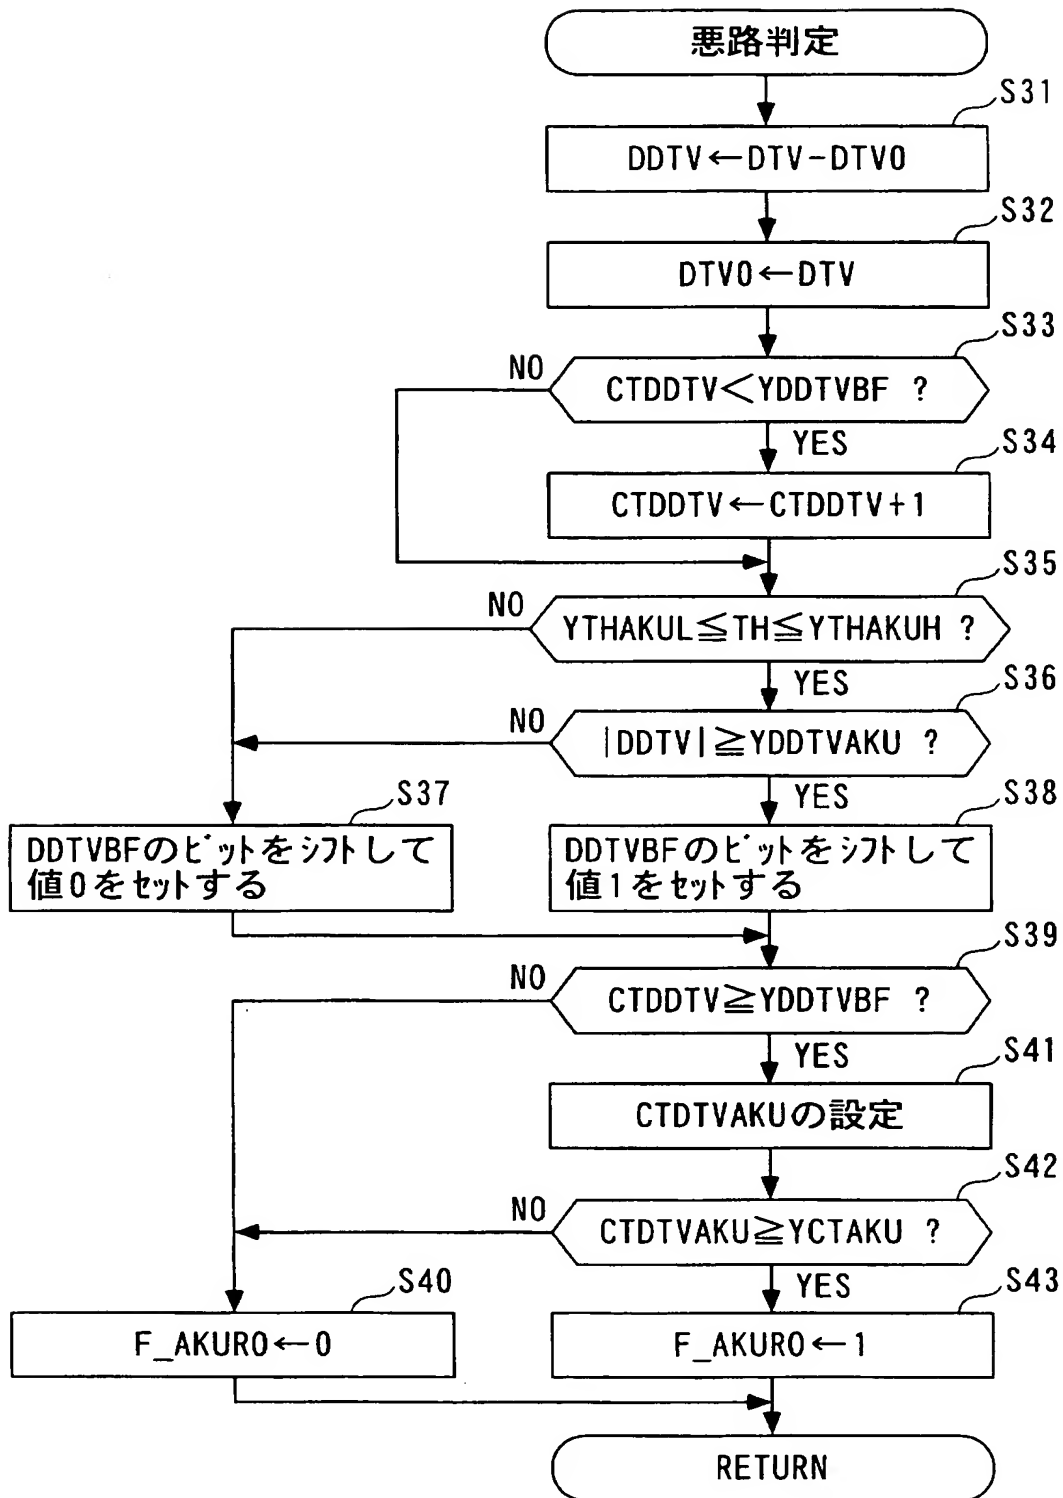 悪路判定
S31
DDTV←DTV-DTV0
S32
DTV0←DTV
S33
NO
CTDDTV<YDDTVBF ?
YES
S34
CTDDTV←CTDDTV+1
S35
NO
YTHAKUL≦TH≦YTHAKUH ?
YES
S36
NO
|DDTV|≧YDDTVAKU ?
YES
S37
DDTVBFのビットをシフトして
値0をセットする
S38
DDTVBFのビットをシフトして
値1をセットする
S39
NO
CTDDTV≧YDDTVBF ?
YES
S41
CTDTVAKUの設定
S42
NO
CTDTVAKU≧YCTAKU ?
YES
S40
F_AKURO←0
S43
F_AKURO←1
RETURN